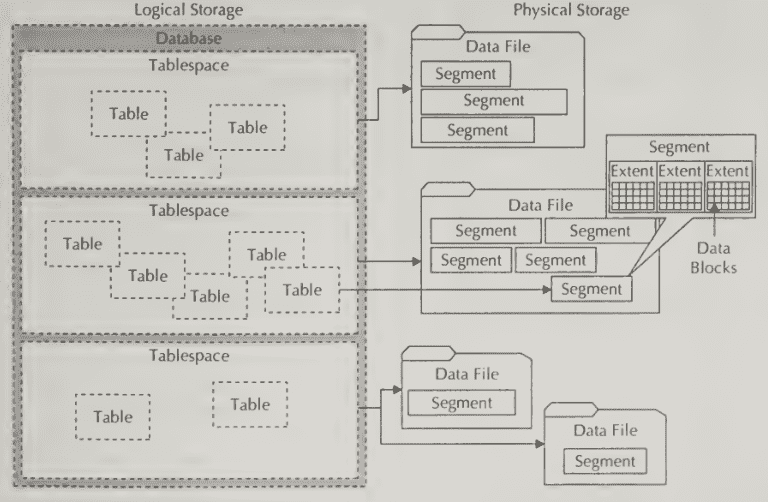 Logical Storage
Physical Storage
Database
Tablespace
Table
Table
Table
Data File
Segment
Segment
Segment
Tablespace
Table
Table
Table
Table
Table
Data File
Segment
Segment
Segment
Segment
Segment
Segment
Extent Extent Extent
Data
Blocks
Tablespace
Table
Table
Data File
Segment
Data File
Segment